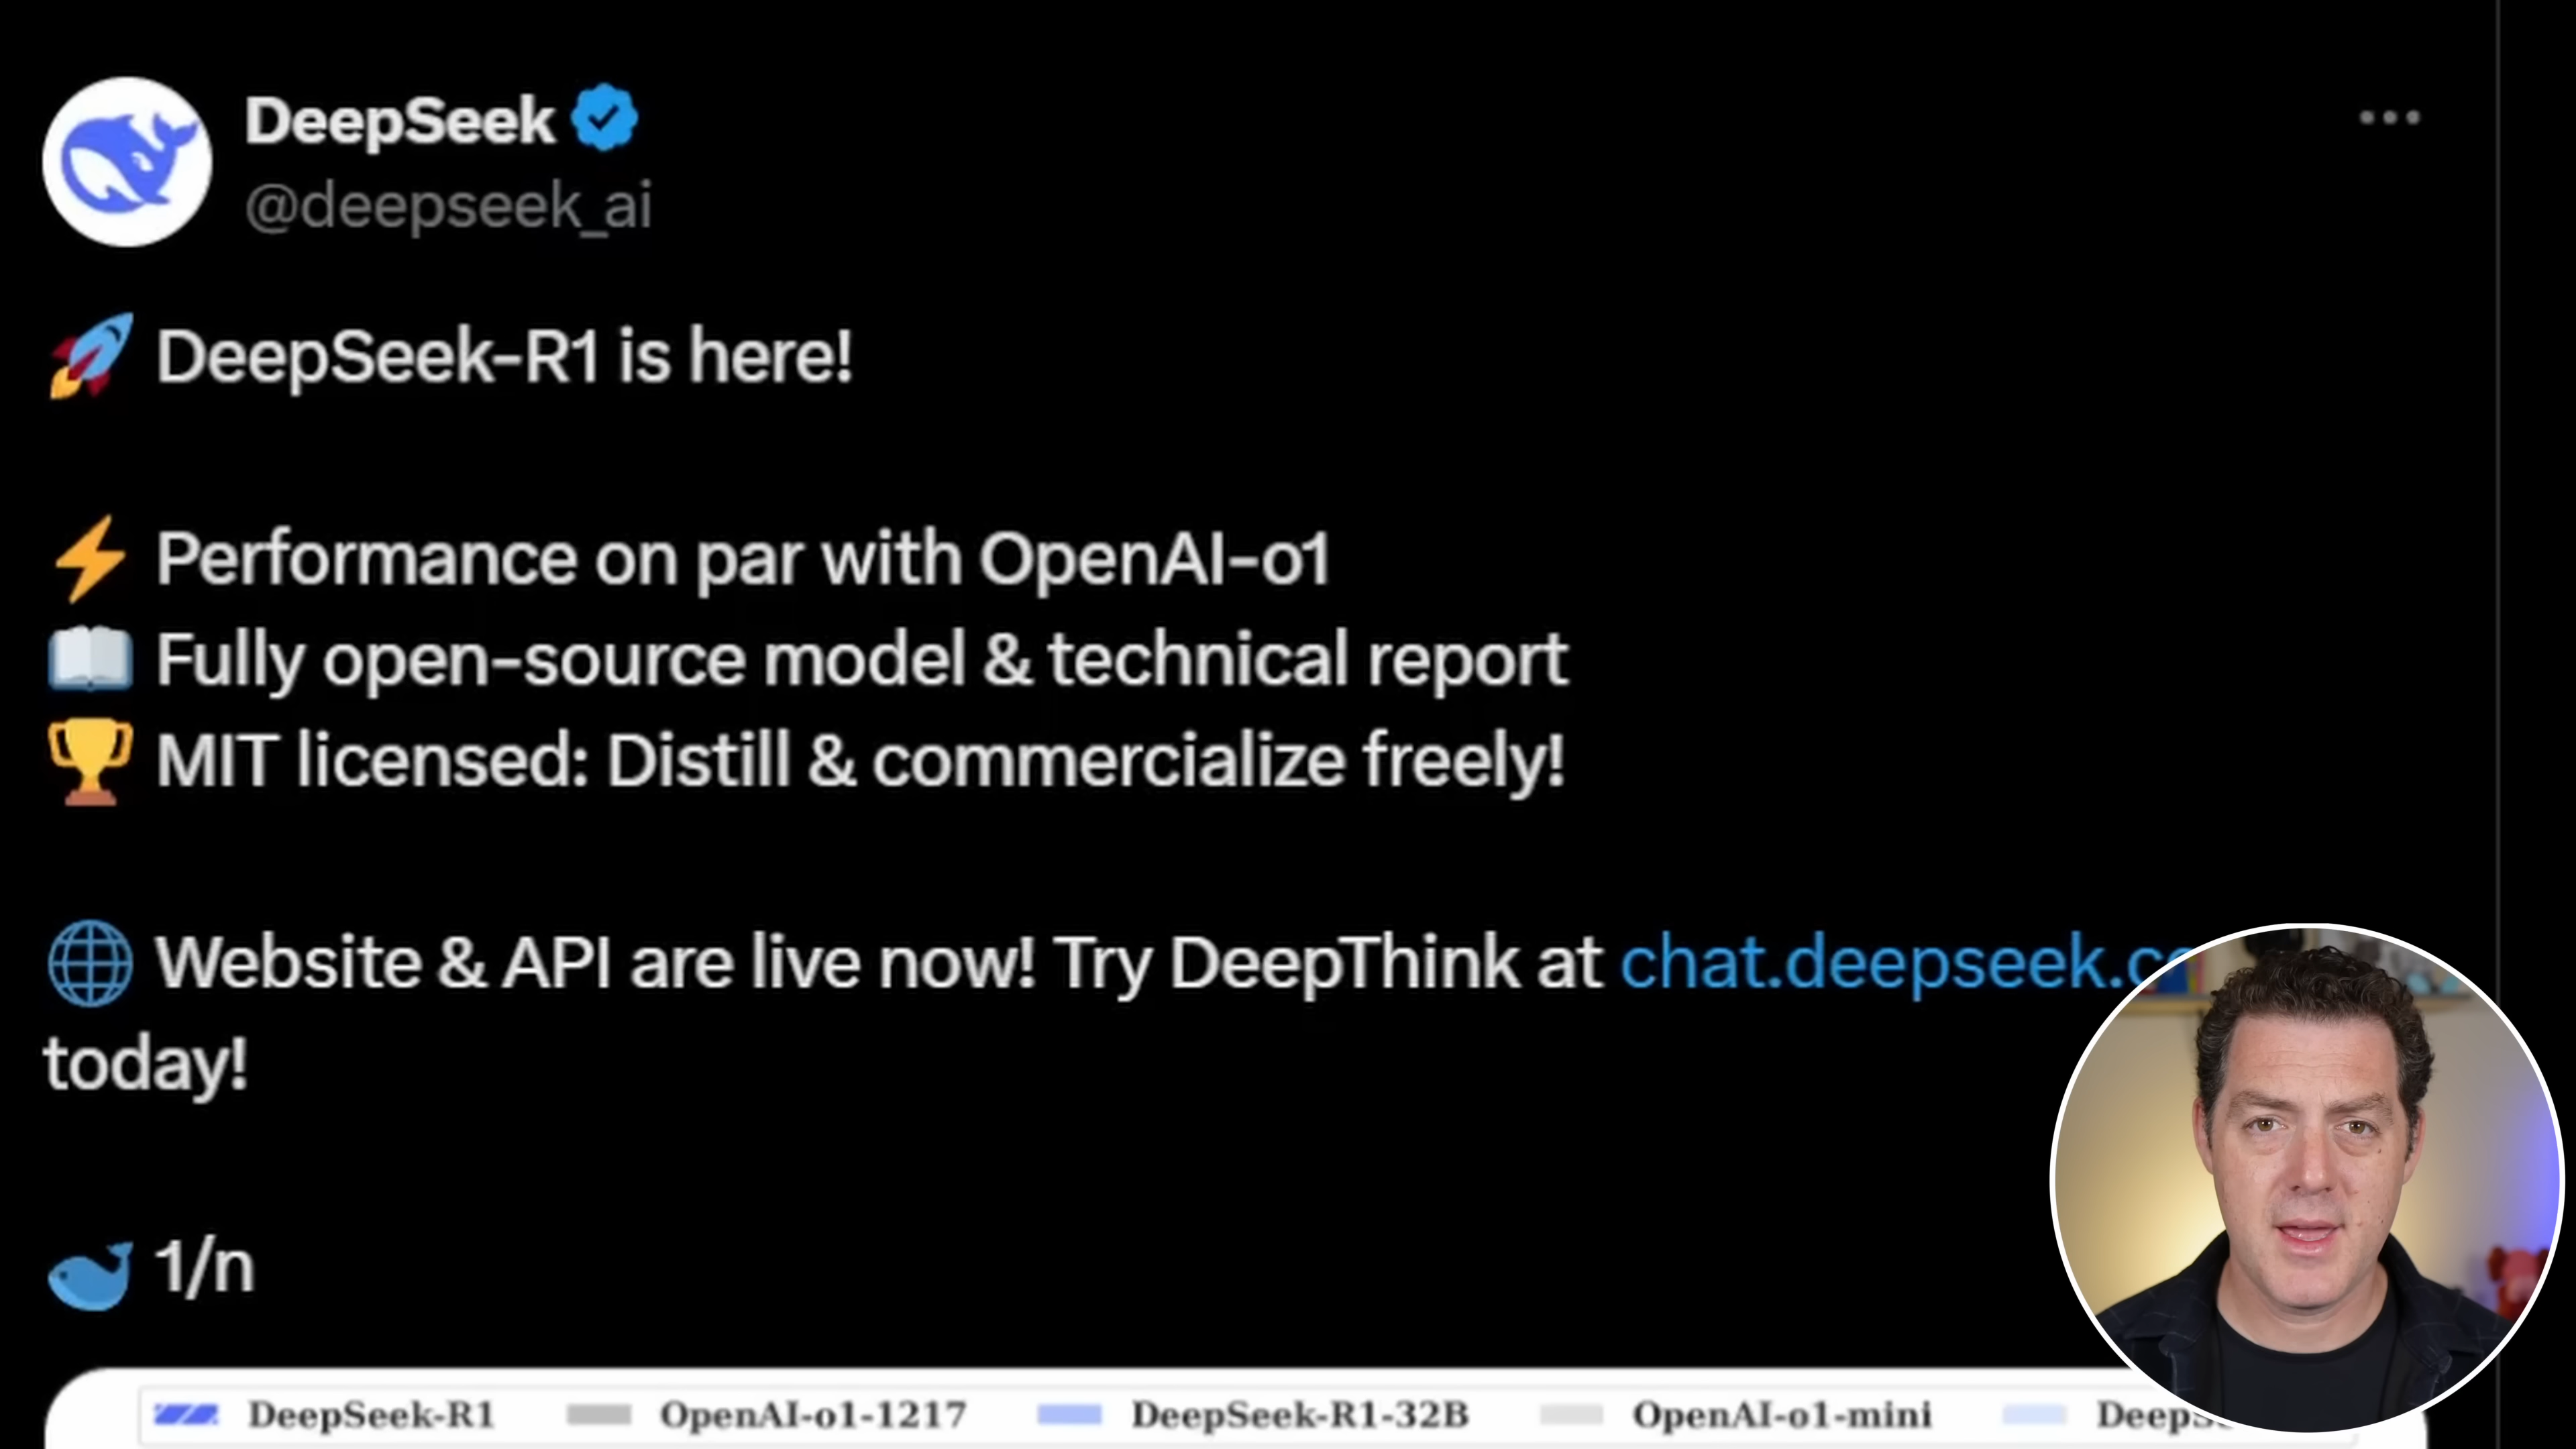 DeepSeek
@deepseek_ai
🚀 DeepSeek-R1 is here!
⚡ Performance on par with OpenAI-o1
📖 Fully open-source model & technical report
🏆 MIT licensed: Distill & commercialize freely!
🌐 Website & API are live now! Try DeepThink at chat.deepseek.c
today!
🐋 1/n
DeepSeek-R1 OpenAI-o1-1217 DeepSeek-R1-32B OpenAI-o1-mini DeepS